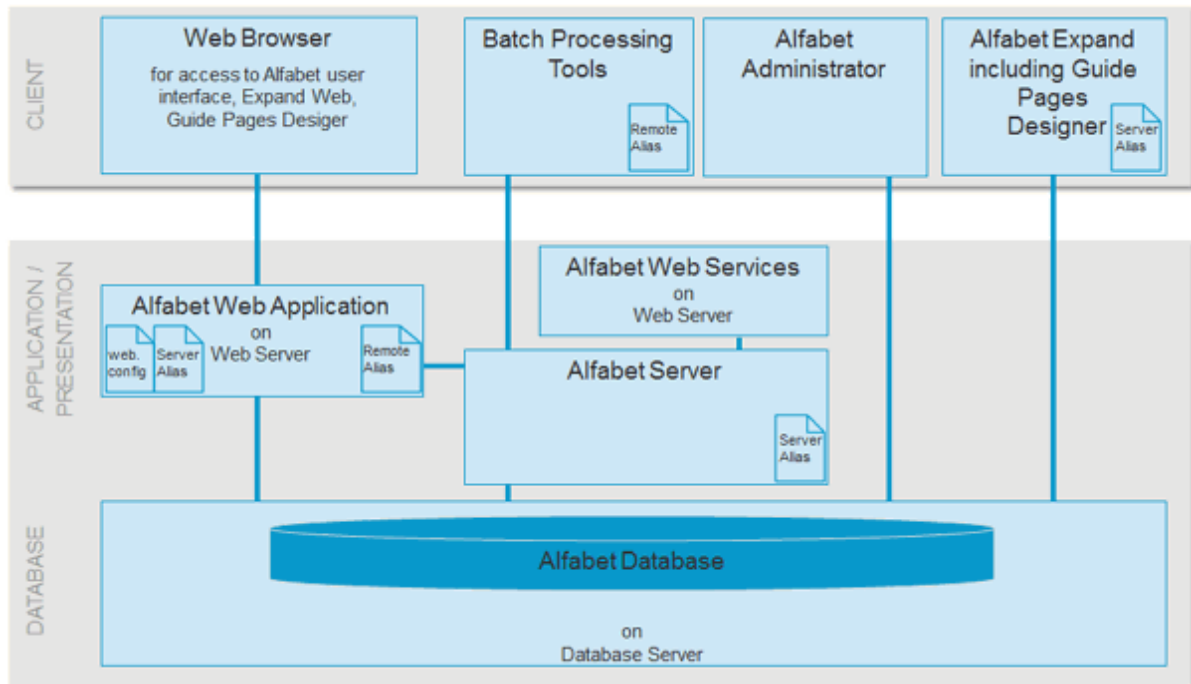 CLIENT
Web Browser
for access to Alfabet user
interface, Expand Web,
Guide Pages Desiger
Batch Processing
Tools
Remote
Alias
Alfabet
Administrator
Alfabet Expand
including Guide
Pages
Designer
Server
Alias
APPLICATION /
PRESENTATION
Alfabet Web Application
on
Web Server
web.
config
Server
Alias
Remote
Alias
Alfabet Web Services
on
Web Server
Alfabet Server
Server
Alias
DATABASE
Alfabet Database
on
Database Server